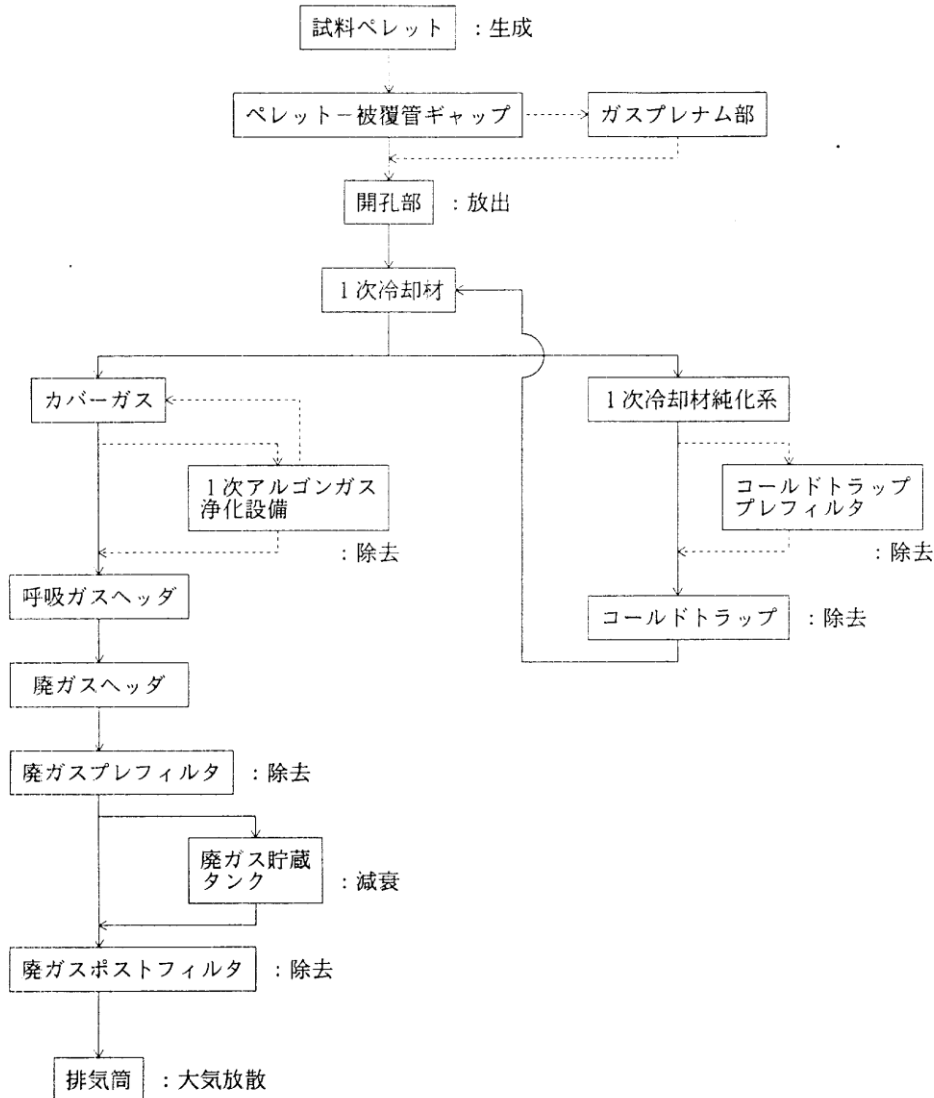 試料ペレット ：生成
ペレット－被覆管ギャップ
ガスプレナム部
開孔部 ：放出
1次冷却材
カバーガス
1次冷却材純化系
1次アルゴンガス
浄化設備
：除去
コールドトラップ
プレフィルタ
：除去
呼吸ガスヘッダ
コールドトラップ ：除去
廃ガスヘッダ
廃ガスプレフィルタ ：除去
廃ガス貯蔵
タンク ：減衰
廃ガスポストフィルタ ：除去
排気筒 ：大気放散